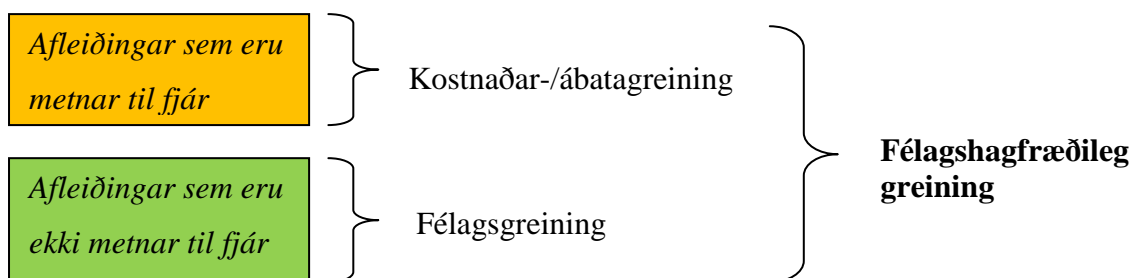 Afleiðingar sem eru
metnar til fjár
Kostnaðar-/ábatagreining
Afleiðingar sem eru
ekki metnar til fjár
Félagsgreining
Félagshagfræðileg
greining